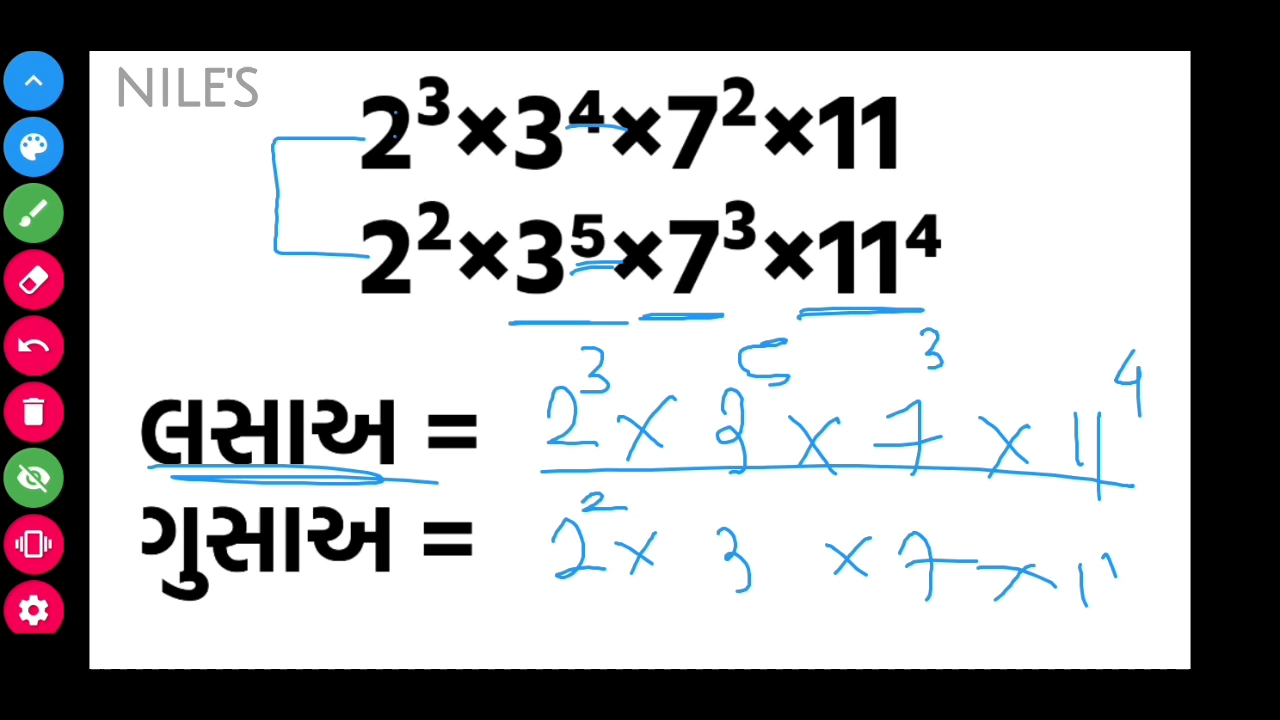 NILE'S
2³×3⁴×7²×11
2²×3⁵×7³×11⁴
લસાઅ = 2³ × 3⁵ × 7³ × 11⁴
ગુસાઅ = 2² × 3 × 7 × 11